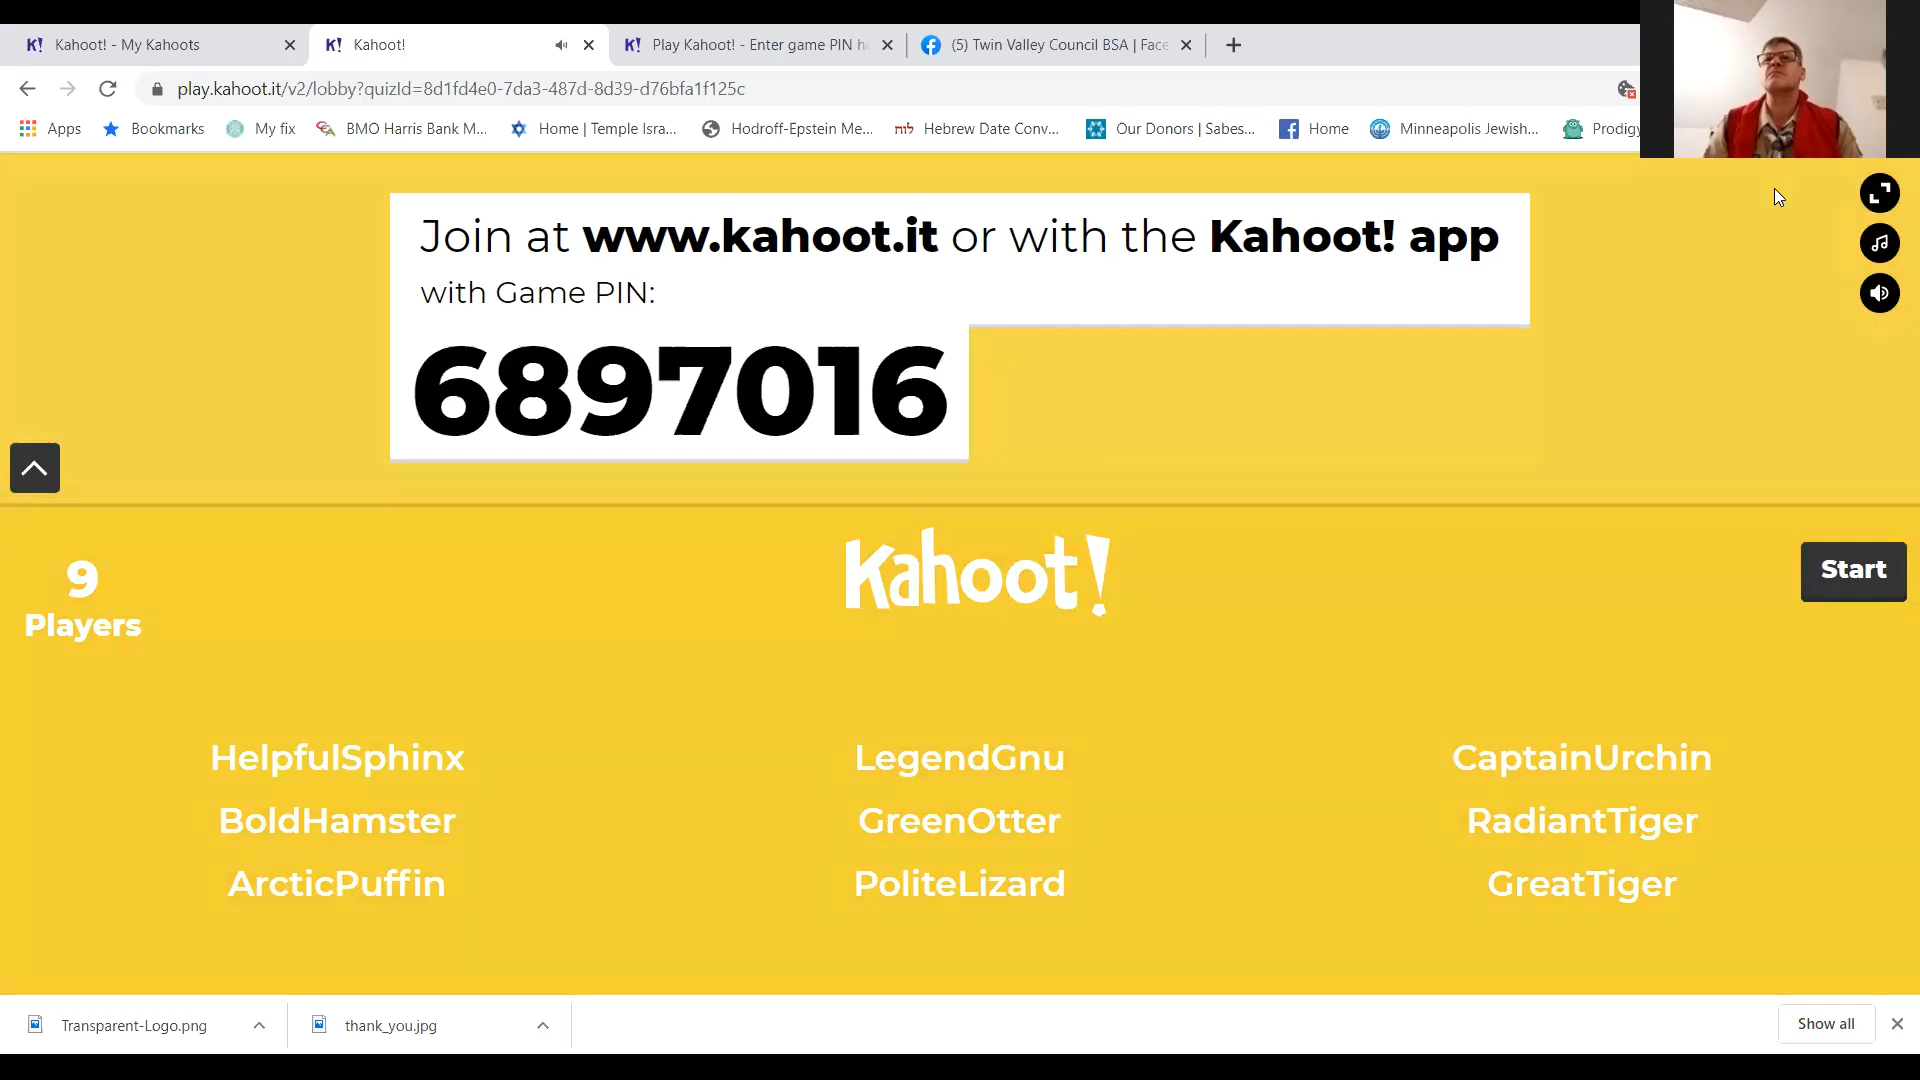 Kahoot! - My Kahoots
Kahoot!
Play Kahoot! - Enter game PIN h
(5) Twin Valley Council BSA | Face
play.kahoot.it/v2/lobby?quizId=8d1fd4e0-7da3-487d-8d39-d76bfa1f125c
Apps
Bookmarks
My fix
BMO Harris Bank M...
Home | Temple Isra...
Hodroff-Epstein Me...
לוח
Hebrew Date Conv...
Our Donors | Sabes...
Home
Minneapolis Jewish...
Prodigy
Join at www.kahoot.it or with the Kahoot! app
with Game PIN:
6897016
9
Players
Kahoot!
Start
HelpfulSphinx
LegendGnu
CaptainUrchin
BoldHamster
GreenOtter
RadiantTiger
ArcticPuffin
PoliteLizard
GreatTiger
Transparent-Logo.png
thank_you.jpg
Show all